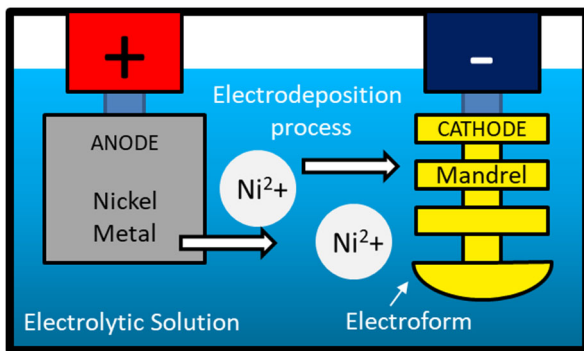 +
-
Electrodeposition
process
ANODE
Nickel
Metal
Ni²+
Ni²+
CATHODE
Mandrel
Electrolytic Solution
Electroform